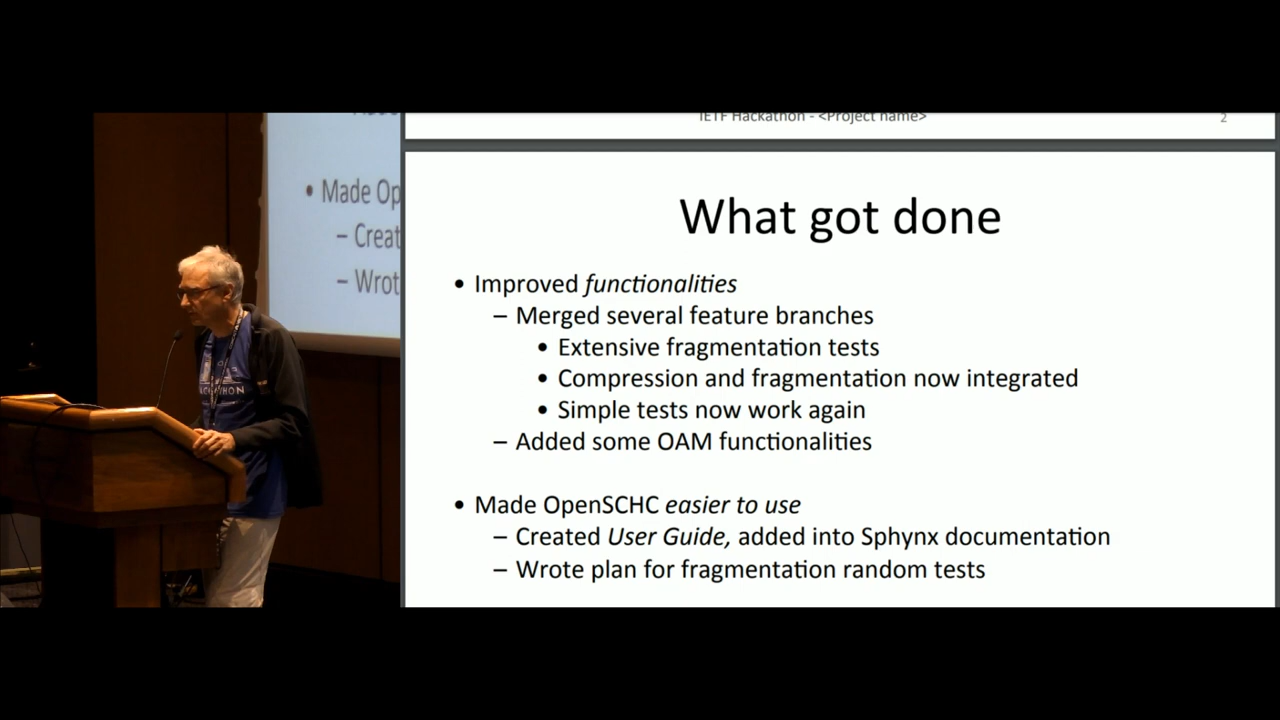 IETF Hackathon - <Project name>
2
• Made Op
– Creat
– Wrot
What got done
• Improved functionalities
– Merged several feature branches
• Extensive fragmentation tests
• Compression and fragmentation now integrated
• Simple tests now work again
– Added some OAM functionalities
• Made OpenSCHC easier to use
– Created User Guide, added into Sphynx documentation
– Wrote plan for fragmentation random tests